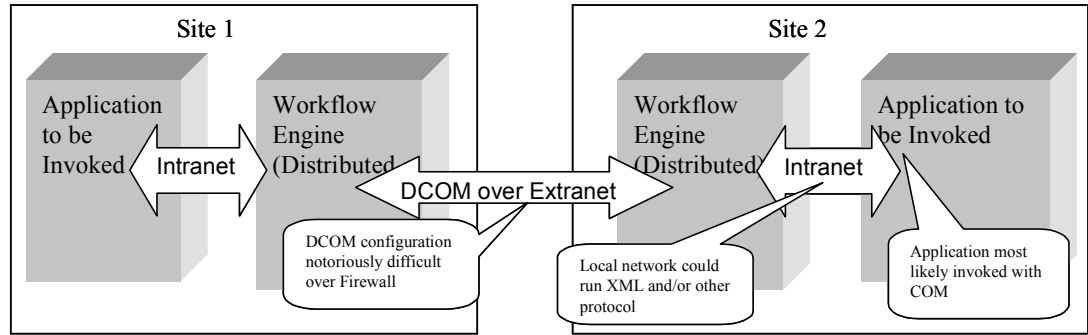 Site 1
Application
to be
Invoked
Intranet
Workflow
Engine
(Distributed
DCOM over Extranet
DCOM configuration
notoriously difficult
over Firewall
Site 2
Workflow
Engine
(Distributed)
Intranet
Application to
be Invoked
Local network could
run XML and/or other
protocol
Application most
likely invoked with
COM